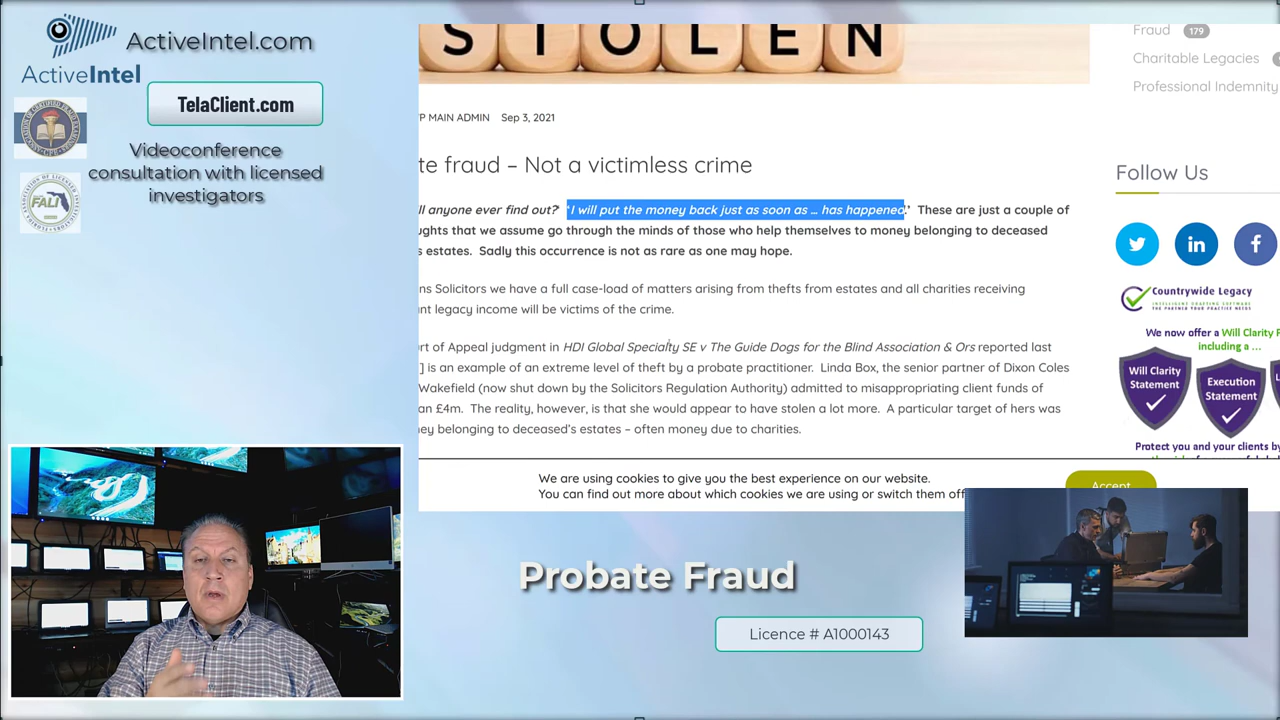 ActiveIntel.com
ActiveIntel
TelaClient.com
Videoconference
consultation with licensed
investigators
FALI
STOLEN
MAIN ADMIN Sep 3, 2021
fraud – Not a victimless crime
anyone ever find out?' 'I will put the money back just as soon as … has happened.' These are just a couple of
that we assume go through the minds of those who help themselves to money belonging to deceased
estates. Sadly this occurrence is not as rare as one may hope.
Solicitors we have a full case-load of matters arising from thefts from estates and all charities receiving
legacy income will be victims of the crime.
of Appeal judgment in HDI Global Specialty SE v The Guide Dogs for the Blind Association & Ors reported last
] is an example of an extreme level of theft by a probate practitioner. Linda Box, the senior partner of Dixon Coles
Wakefield (now shut down by the Solicitors Regulation Authority) admitted to misappropriating client funds of
£4m. The reality, however, is that she would appear to have stolen a lot more. A particular target of hers was
belonging to deceased's estates – often money due to charities.
We are using cookies to give you the best experience on our website.
You can find out more about which cookies we are using or switch them off
Accept
Fraud 179
Charitable Legacies
Professional Indemnity
Follow Us
Countrywide Legacy
INTELLIGENT DRAFTING SOFTWARE
THE PARTNER YOUR PRACTICE NEEDS
We now offer a Will Clarity
including a ...
Will Clarity
Statement
Execution
Statement
Protect you and your clients by
Probate Fraud
Licence # A1000143